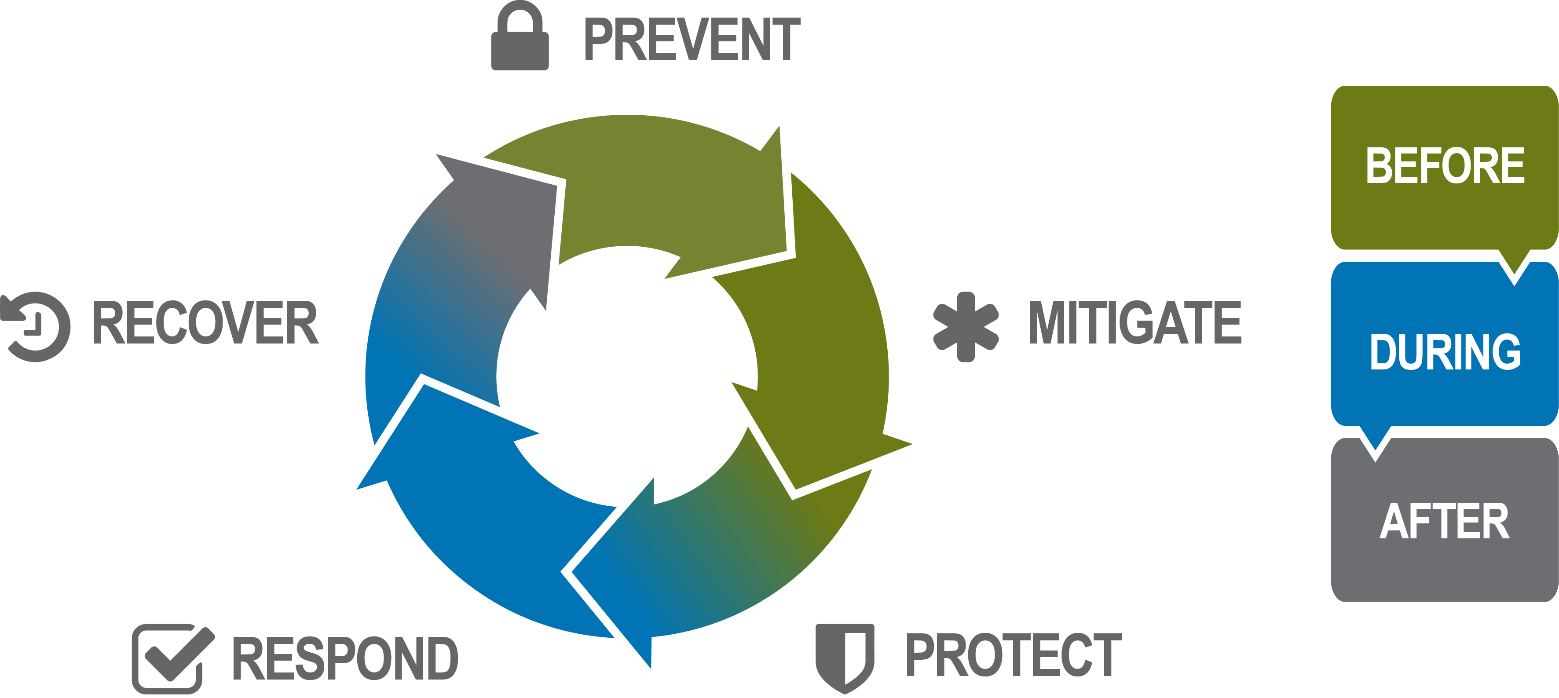 PREVENT
MITIGATE
PROTECT
RESPOND
RECOVER
BEFORE
DURING
AFTER